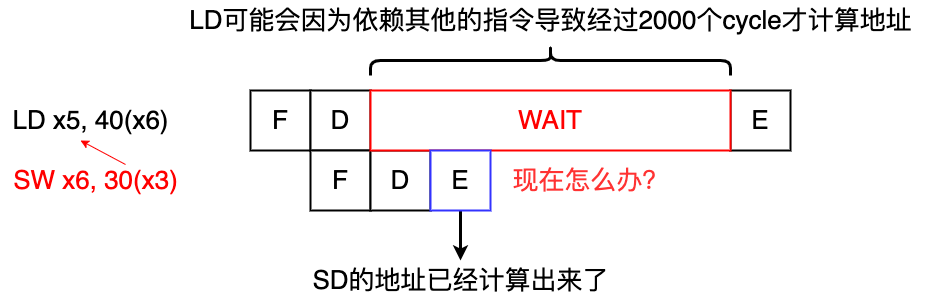 LD可能会因为依赖其他的指令导致经过2000个cycle才计算地址
LD x5, 40(x6)
F D WAIT E
SW x6, 30(x3)
F D E 现在怎么办?
SD的地址已经计算出来了